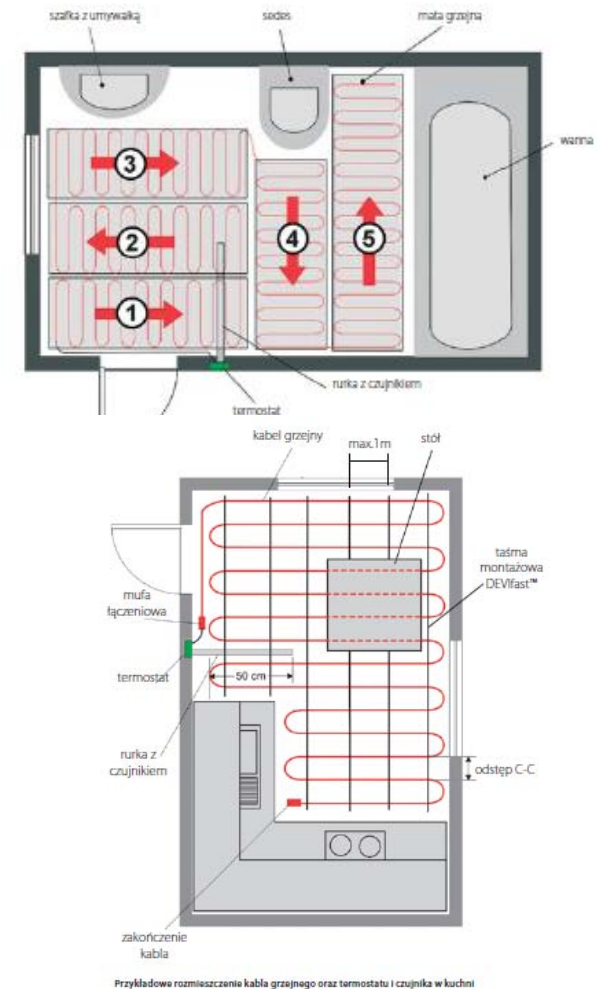 szafka z umywalką
sedes
mata grzejna
wanna
3
2
1
4
5
rurka z czujnikiem
termostat
kabel grzejny
max.1m
stół
taśma
montażowa
DEVIfast™
mufa
łączeniowa
termostat
50 cm
rurka z
czujnikiem
odstęp C-C
zakończenie
kabla
Przykładowe rozmieszczenie kabla grzejnego oraz termostatu i czujnika w kuchni